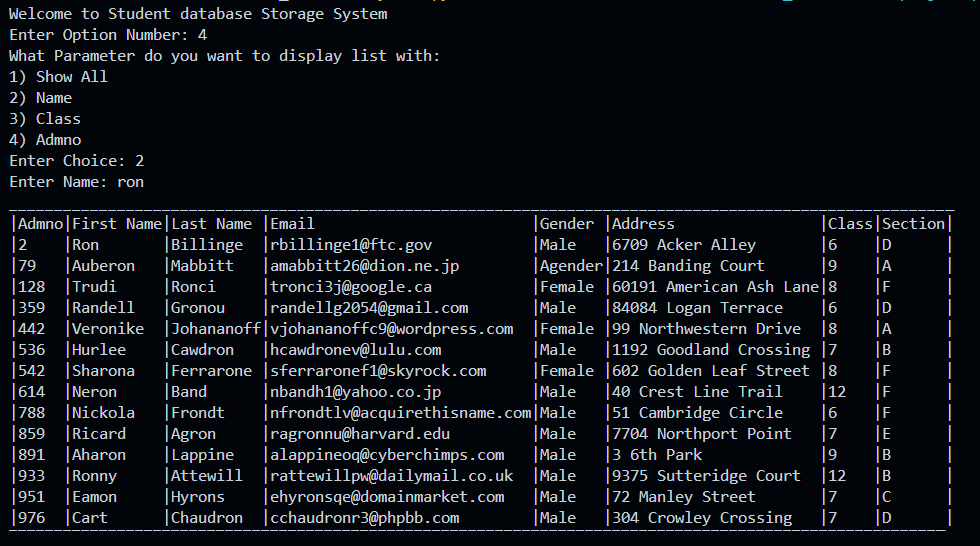 Welcome to Student database Storage System
Enter Option Number: 4
What Parameter do you want to display list with:
1) Show All
2) Name
3) Class
4) Admno
Enter Choice: 2
Enter Name: ron
|Admno|First Name|Last Name |Email                        |Gender |Address                |Class|Section|
|2    |Ron       |Billinge  |rbillinge1@ftc.gov           |Male   |6709 Acker Alley       |6    |D      |
|79   |Auberon   |Mabbitt   |amabbitt26@dion.ne.jp        |Agender|214 Banding Court      |9    |A      |
|128  |Trudi     |Ronci     |tronci3j@google.ca           |Female |60191 American Ash Lane|8    |F      |
|359  |Randell   |Gronou    |randellg2054@gmail.com       |Male   |84084 Logan Terrace    |6    |D      |
|442  |Veronike  |Johananoff|vjohananoffc9@wordpress.com  |Female |99 Northwestern Drive  |8    |A      |
|536  |Hurlee    |Cawdron   |hcawdronev@lulu.com          |Male   |1192 Goodland Crossing |7    |B      |
|542  |Sharona   |Ferrarone |sferraronef1@skyrock.com     |Female |602 Golden Leaf Street |8    |F      |
|614  |Neron     |Band      |nbandh1@yahoo.co.jp          |Male   |40 Crest Line Trail    |12   |F      |
|788  |Nickola   |Frondt    |nfrondtlv@acquirethisname.com|Male   |51 Cambridge Circle    |6    |F      |
|859  |Ricard    |Agron     |ragronnu@harvard.edu         |Male   |7704 Northport Point   |7    |E      |
|891  |Aharon    |Lappine   |alappineoq@cyberchimps.com   |Male   |3 6th Park             |9    |B      |
|933  |Ronny     |Attewill  |rattewillpw@dailymail.co.uk  |Male   |9375 Sutteridge Court  |12   |B      |
|951  |Eamon     |Hyrons    |ehyronsqe@domainmarket.com   |Male   |72 Manley Street       |7    |C      |
|976  |Cart      |Chaudron  |cchaudronr3@phpbb.com        |Male   |304 Crowley Crossing   |7    |D      |